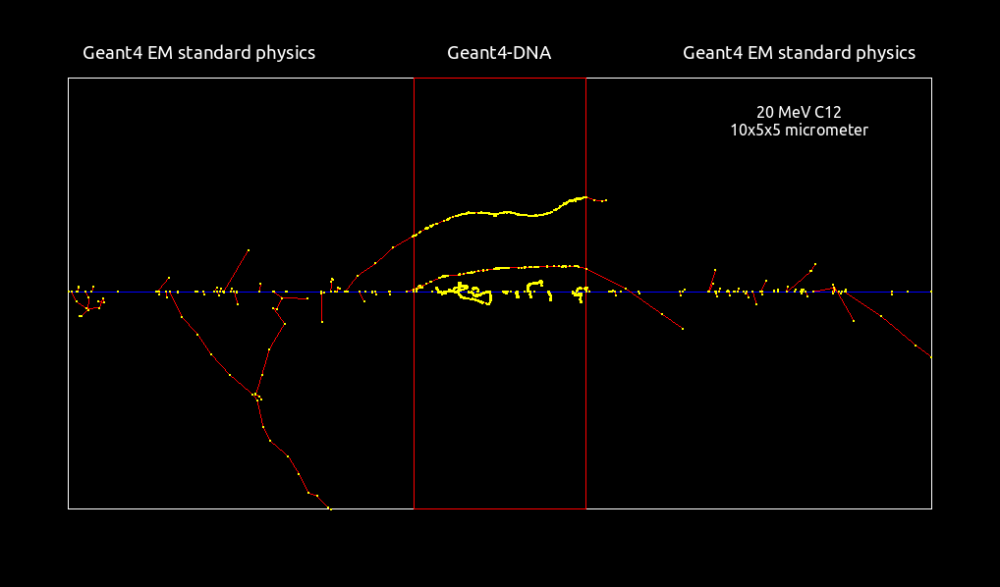 Geant4 EM standard physics
Geant4-DNA
Geant4 EM standard physics
20 MeV C12
10x5x5 micrometer